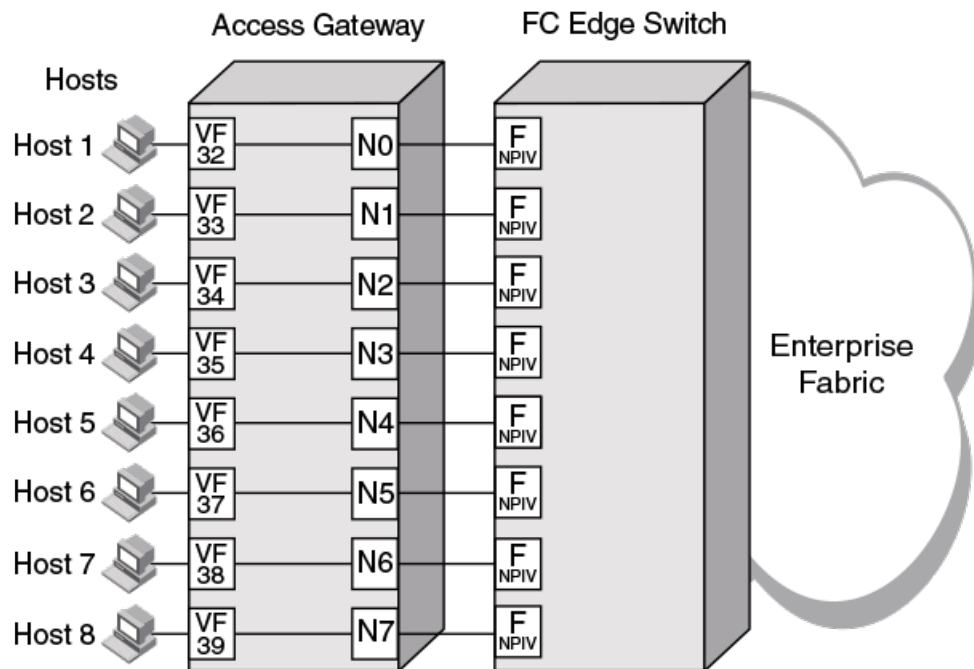 Access Gateway
FC Edge Switch
Hosts
Host 1
VF
32
N0
F
NPIV
Host 2
VF
33
N1
F
NPIV
Host 3
VF
34
N2
F
NPIV
Host 4
VF
35
N3
F
NPIV
Enterprise
Fabric
Host 5
VF
36
N4
F
NPIV
Host 6
VF
37
N5
F
NPIV
Host 7
VF
38
N6
F
NPIV
Host 8
VF
39
N7
F
NPIV